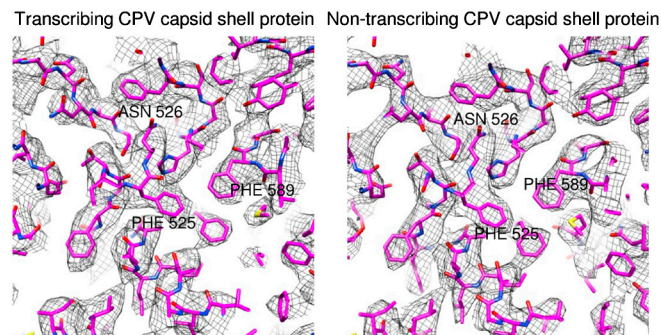 Transcribing CPV capsid shell protein
Non-transcribing CPV capsid shell protein
ASN 526
PHE 589
PHE 525
ASN 526
PHE 589
PHE 525